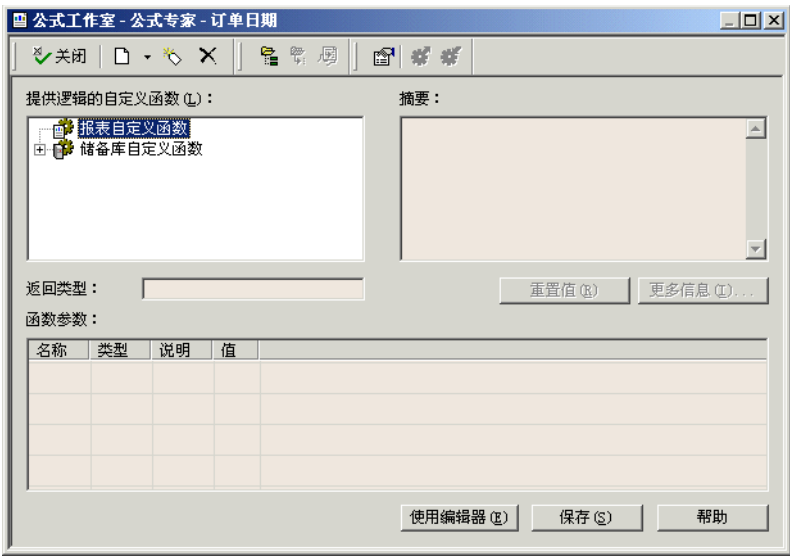 公式工作室 - 公式专家 - 订单日期
关闭
提供逻辑的自定义函数(L)：
摘要：
报表自定义函数
储备库自定义函数
返回类型：
重置值(R)
更多信息(I)...
函数参数：
名称 类型 说明 值
使用编辑器(E)
保存(S)
帮助